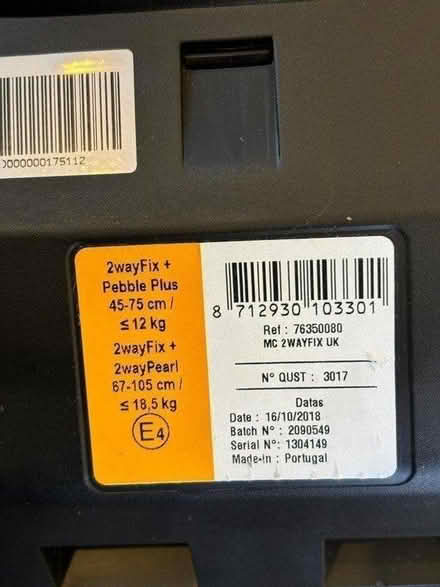 0000000175112
2wayFix +
Pebble Plus
45-75 cm /
≤ 12 kg
2wayFix +
2wayPearl
67-105 cm /
≤ 18,5 kg
E4
8 712930 103301
Ref : 76350080
MC 2WAYFIX UK
N° QUST : 3017
Datas
Date : 16/10/2018
Batch N° : 2090549
Serial N°: 1304149
Made-in : Portugal